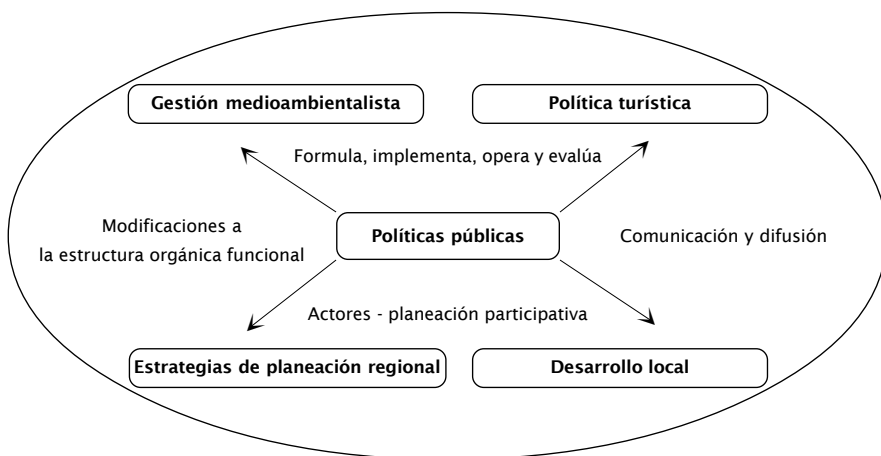 Gestión medioambientalista
Política turística
Formula, implementa, opera y evalúa
Modificaciones a
la estructura orgánica funcional
Políticas públicas
Comunicación y difusión
Actores - planeación participativa
Estrategias de planeación regional
Desarrollo local